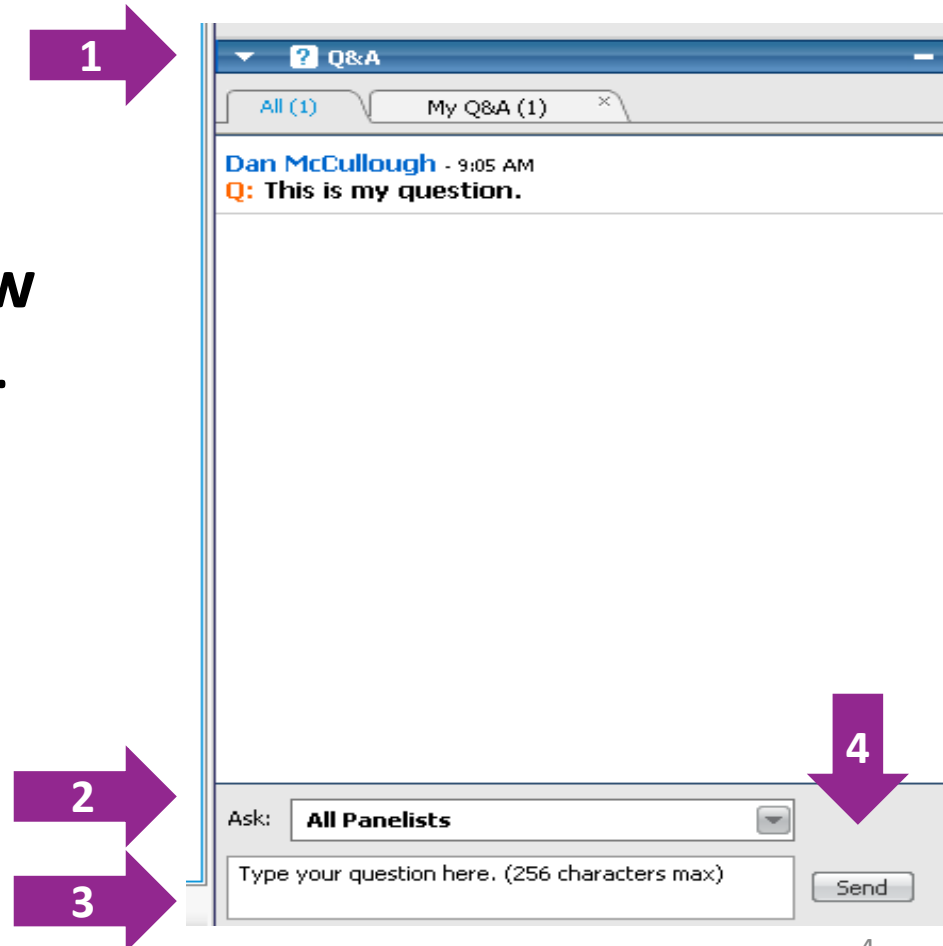 1
? Q&A
All (1) My Q&A (1)
Dan McCullough - 9:05 AM
Q: This is my question.
w
.
4
2
Ask: All Panelists
3
Type your question here. (256 characters max)
Send